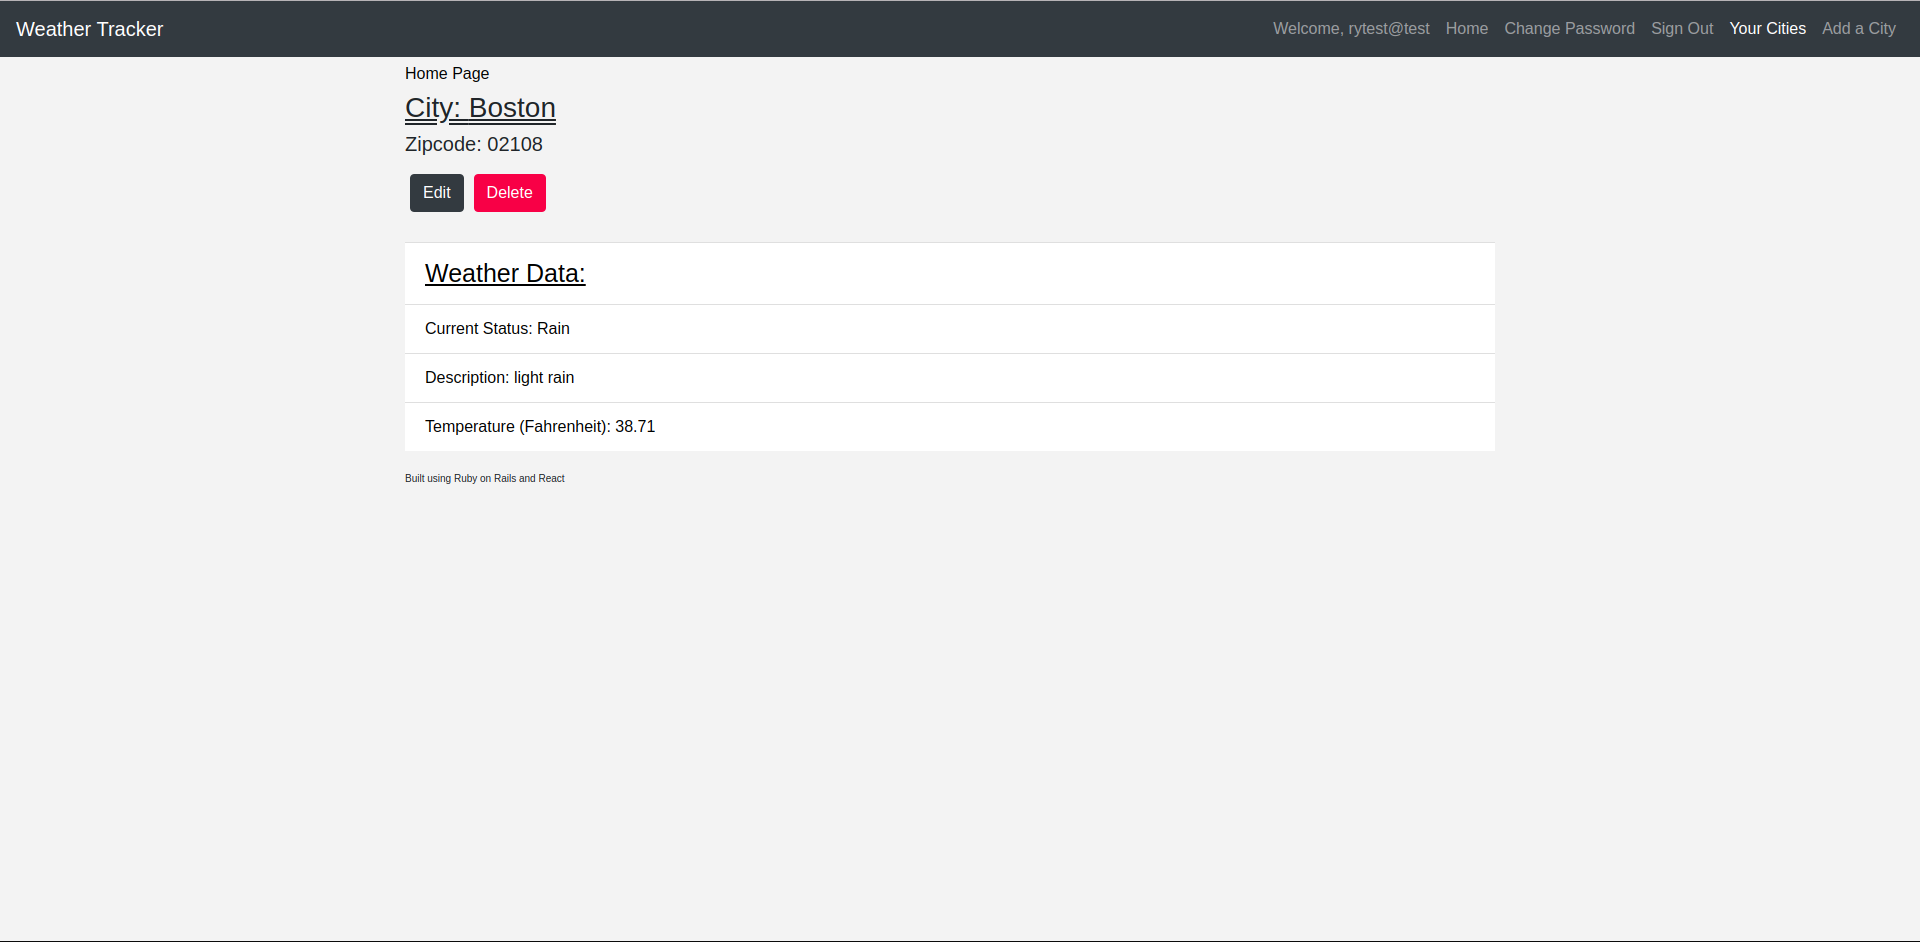 Weather Tracker
Welcome, rytest@test Home Change Password Sign Out Your Cities Add a City
Home Page
City: Boston
Zipcode: 02108
Edit Delete
Weather Data:
Current Status: Rain
Description: light rain
Temperature (Fahrenheit): 38.71
Built using Ruby on Rails and React